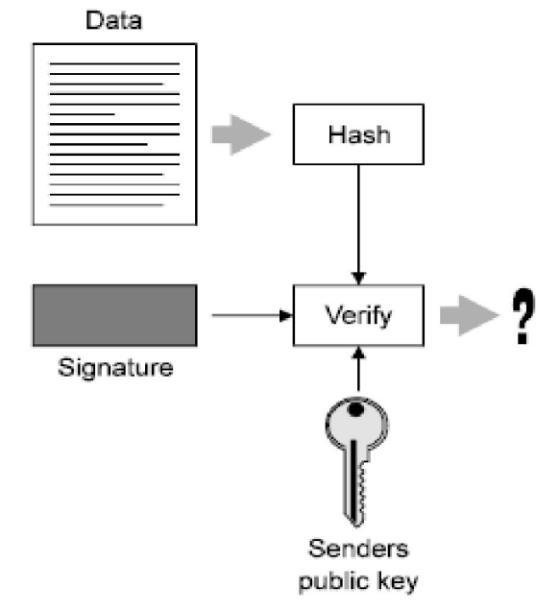 Data
Hash
Verify
?
Signature
Senders
public key